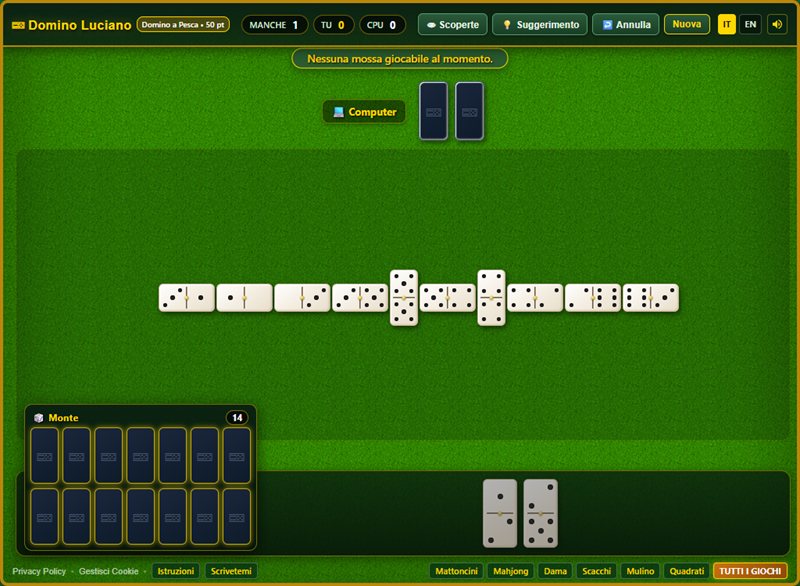 Domino Luciano Domino a Pesca • 50 pt MANCHE 1 TU 0 CPU 0 Scoperte Suggerimento Annulla Nuova IT EN
Nessuna mossa giocabile al momento.
Computer
Monte 14
Privacy Policy - Gestisci Cookie - Istruzioni Scrivetemi Mattoncini Mahjong Dama Scacchi Mulino Quadrati TUTTI I GIOCHI